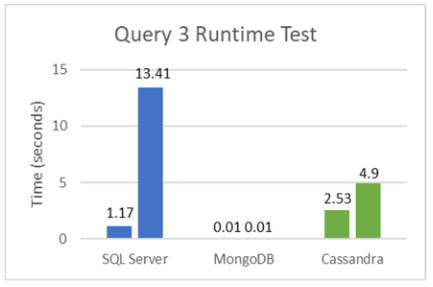 Query 3 Runtime Test
Time (seconds)
15
10
5
0
1.17
13.41
0.01 0.01
2.53
4.9
SQL Server
MongoDB
Cassandra